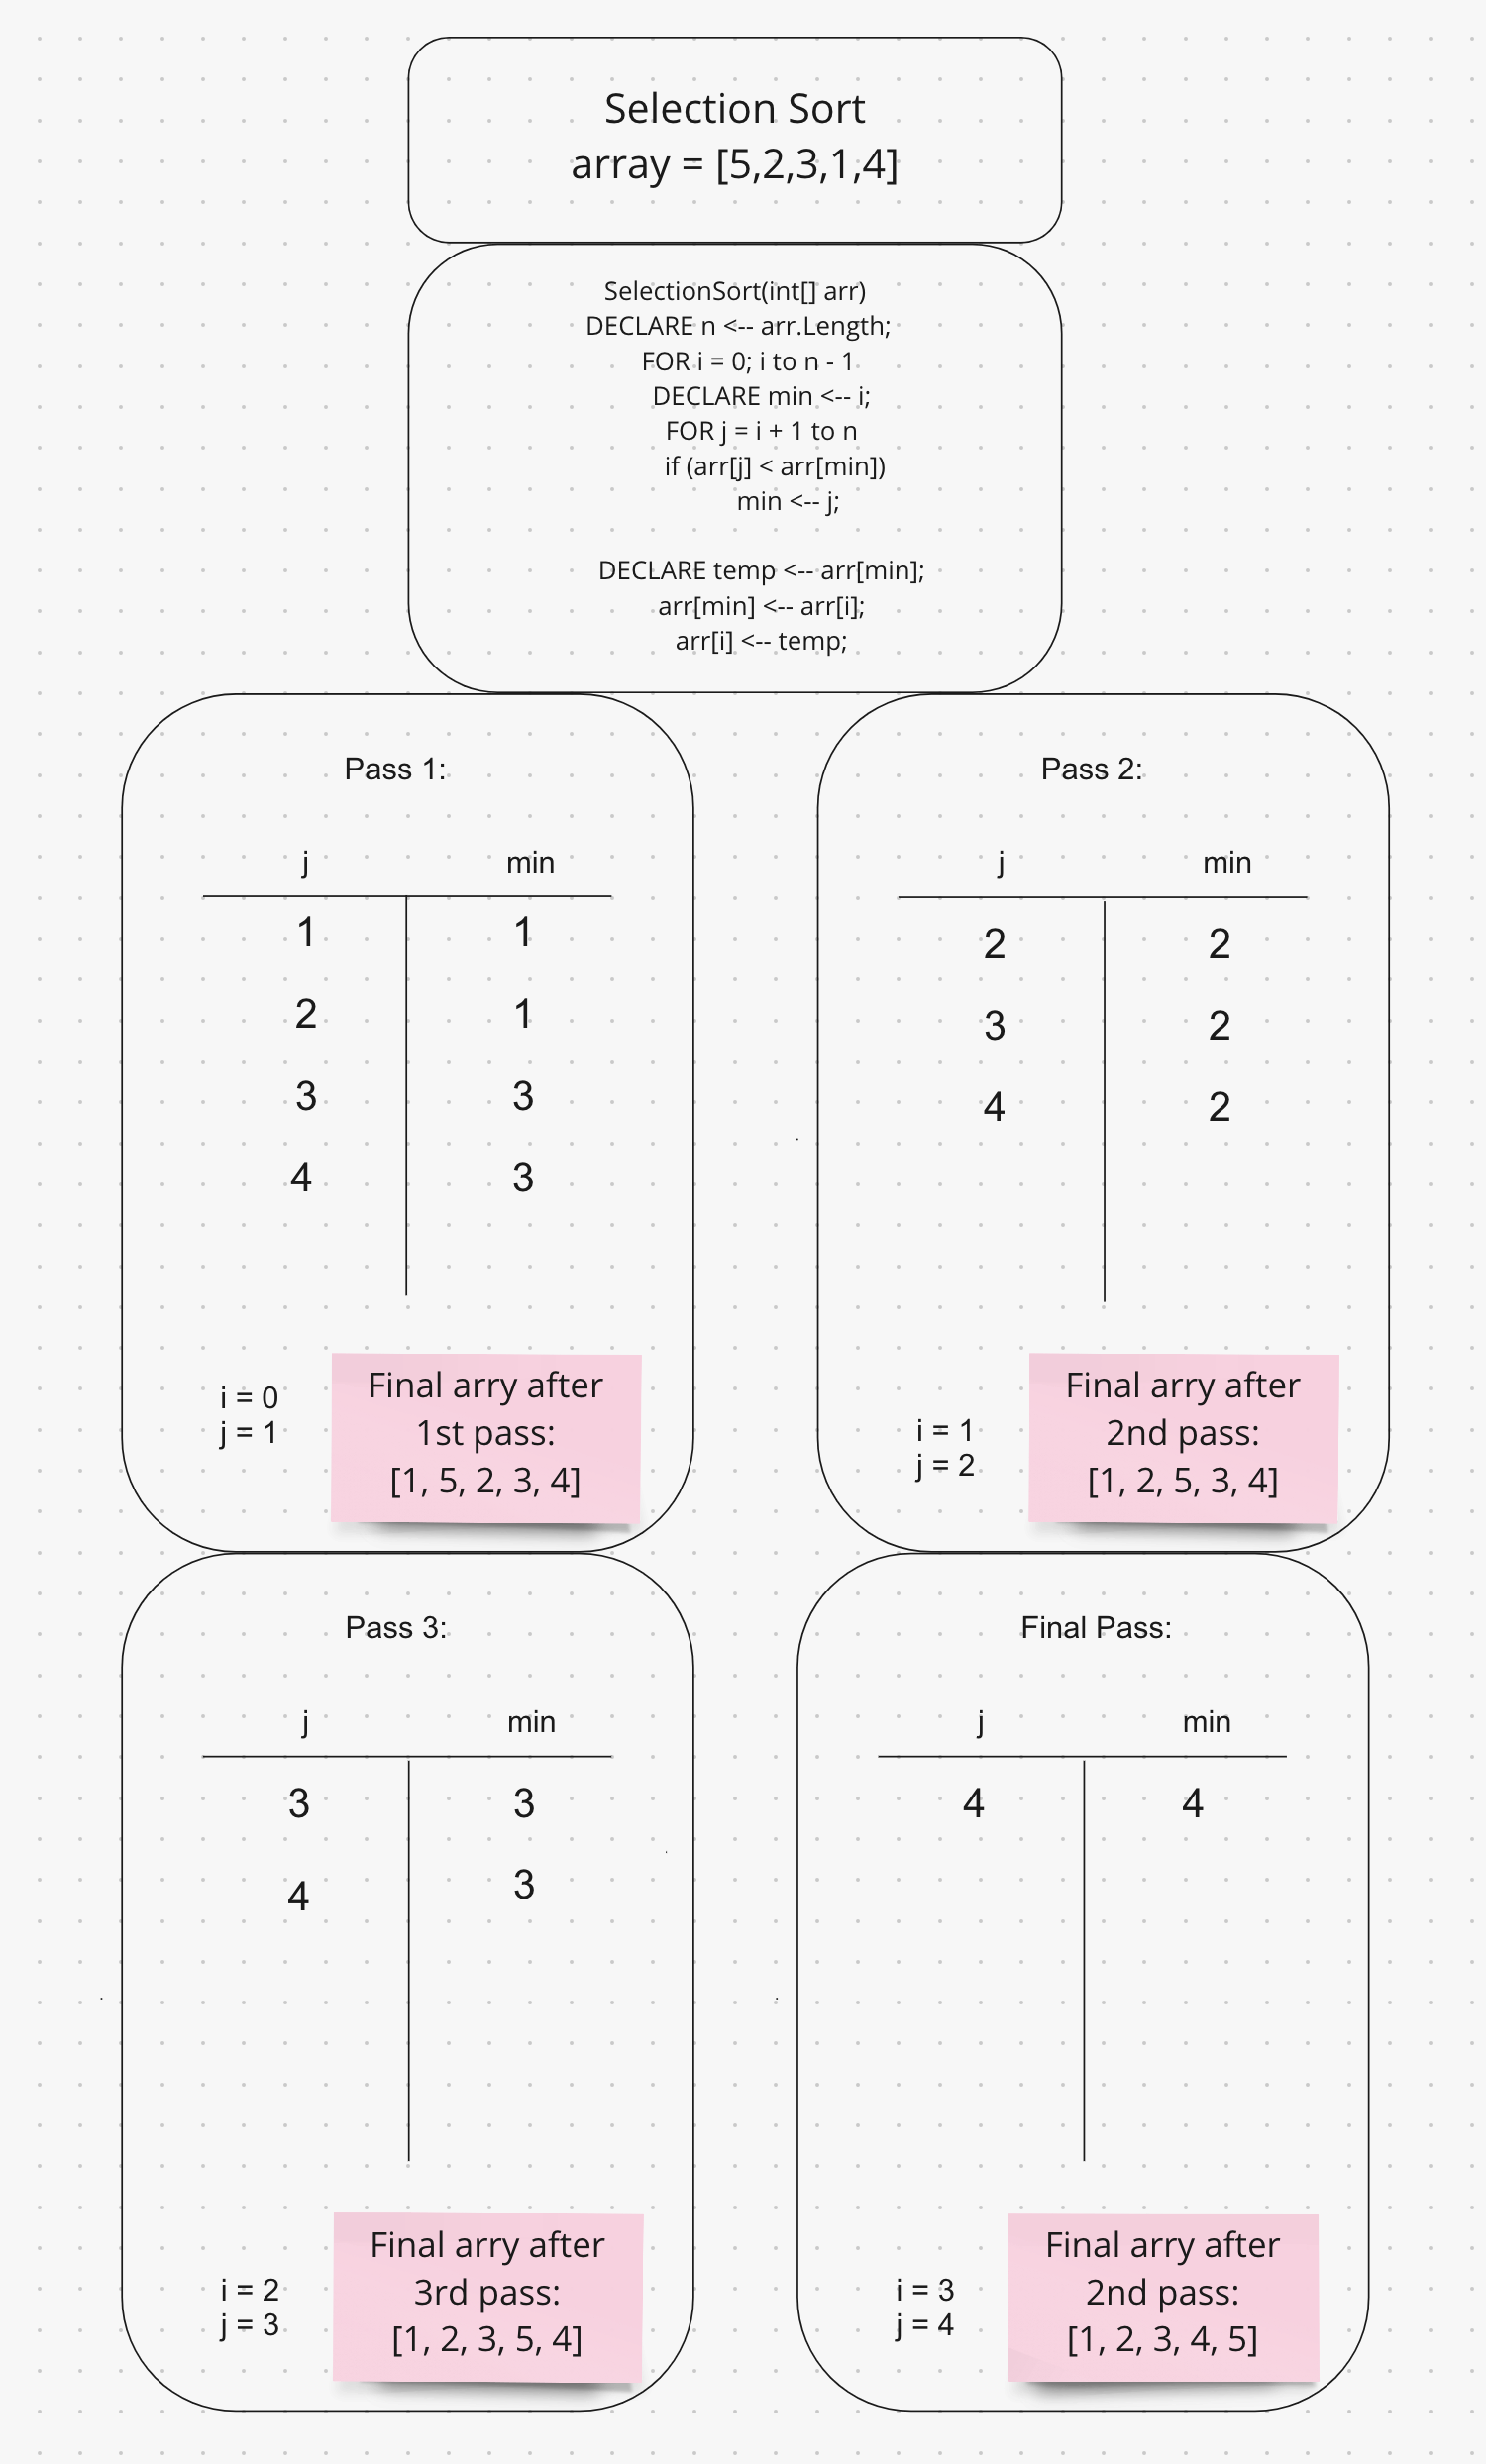 Selection Sort
array = [5,2,3,1,4]
SelectionSort(int[] arr)
DECLARE n <-- arr.Length;
FOR i = 0; i to n - 1
DECLARE min <-- i;
FOR j = i + 1 to n
if (arr[j] < arr[min])
min <-- j;
DECLARE temp <-- arr[min];
arr[min] <-- arr[i];
arr[i] <-- temp;
Pass 1:
j min
1 1
2 1
3 3
4 3
i = 0
j = 1
Final arry after
1st pass:
[1, 5, 2, 3, 4]
Pass 2:
j min
2 2
3 2
4 2
i = 1
j = 2
Final arry after
2nd pass:
[1, 2, 5, 3, 4]
Pass 3:
j min
3 3
4 3
i = 2
j = 3
Final arry after
3rd pass:
[1, 2, 3, 5, 4]
Final Pass:
j min
4 4
i = 3
j = 4
Final arry after
2nd pass:
[1, 2, 3, 4, 5]